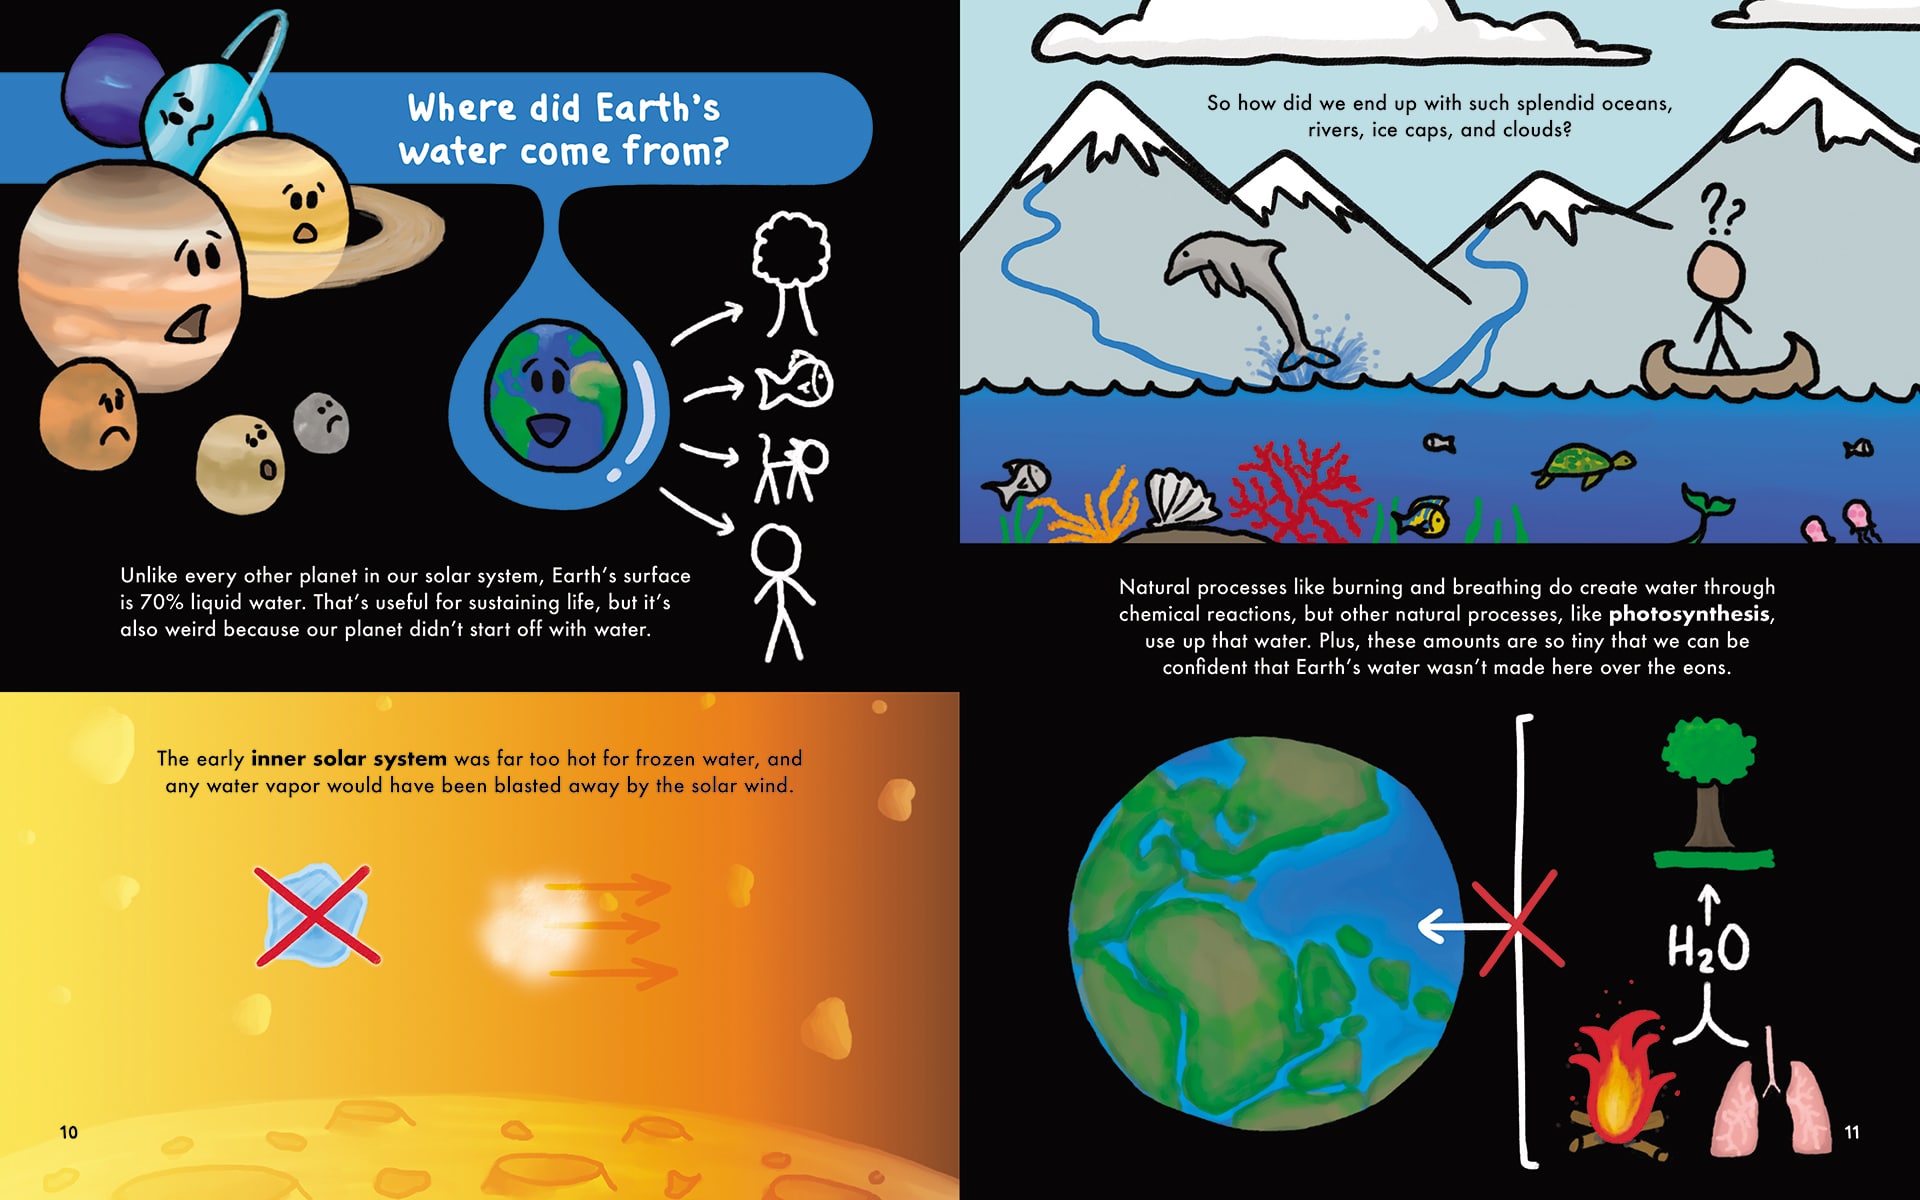 Where did Earth's
water come from?
Unlike every other planet in our solar system, Earth's surface
is 70% liquid water. That's useful for sustaining life, but it's
also weird because our planet didn't start off with water.
The early inner solar system was far too hot for frozen water, and
any water vapor would have been blasted away by the solar wind.
10
So how did we end up with such splendid oceans,
rivers, ice caps, and clouds?
??
Natural processes like burning and breathing do create water through
chemical reactions, but other natural processes, like photosynthesis,
use up that water. Plus, these amounts are so tiny that we can be
confident that Earth's water wasn't made here over the eons.
H₂O
11